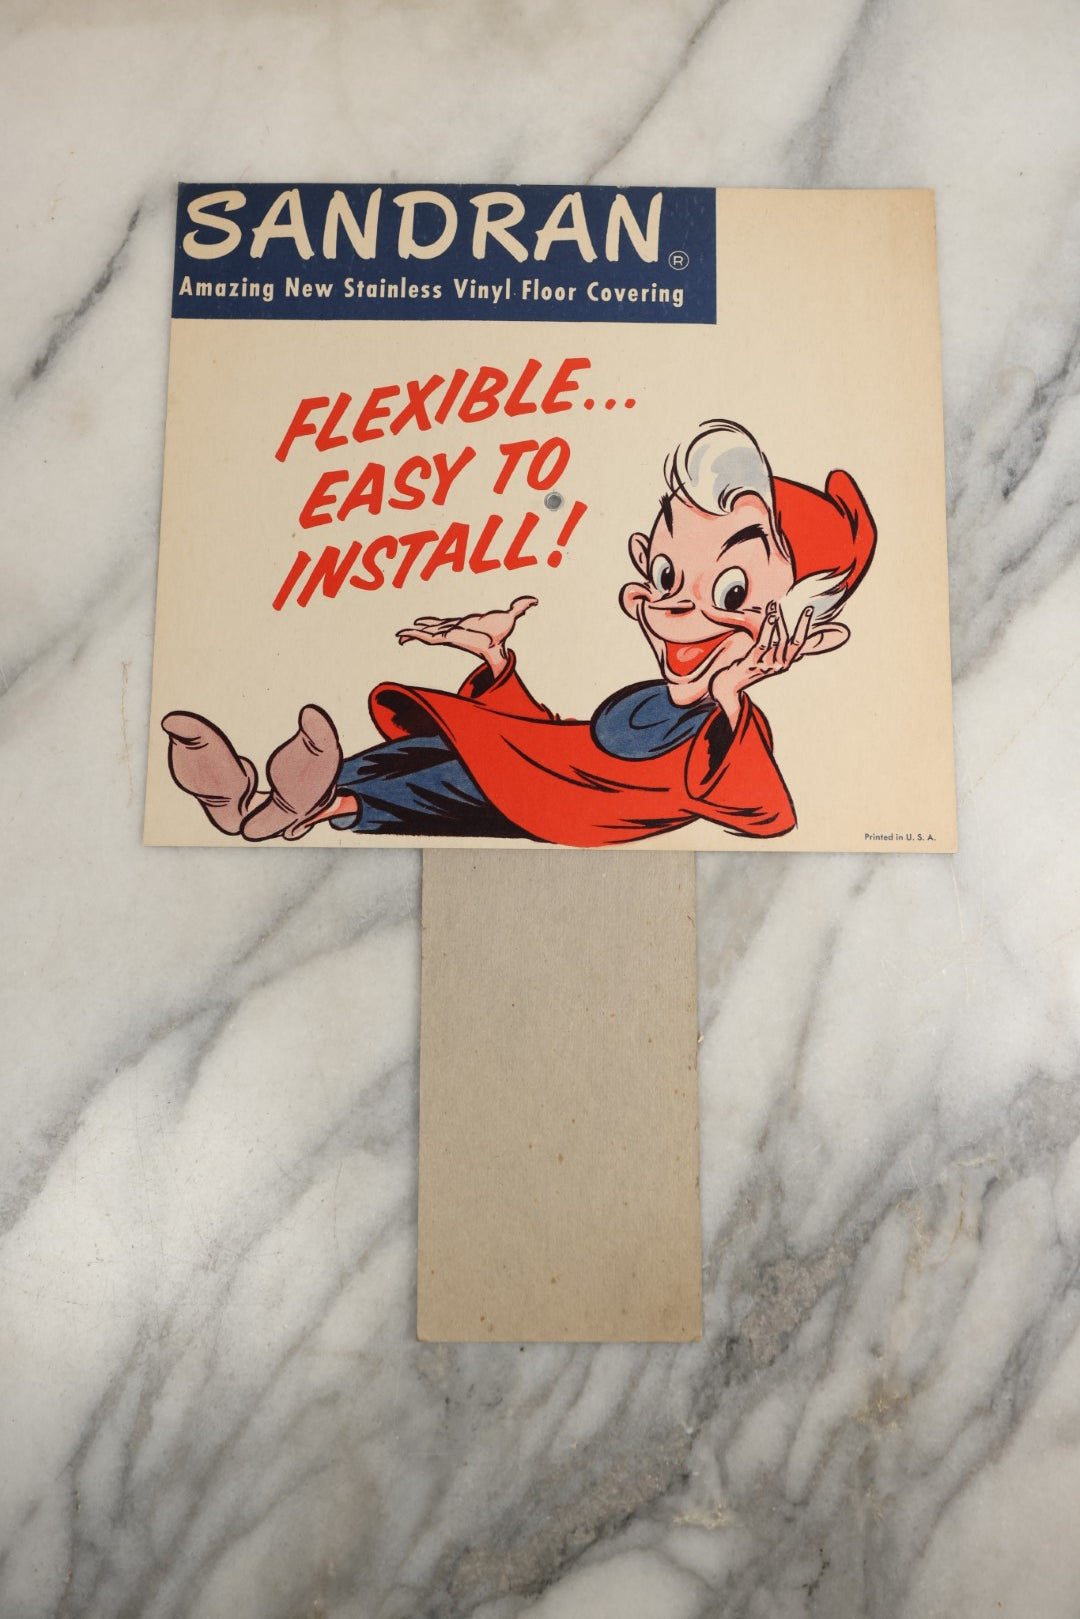 SANDRAN®
Amazing New Stainless Vinyl Floor Covering
FLEXIBLE...
EASY TO
INSTALL!
Printed in U. S. A.